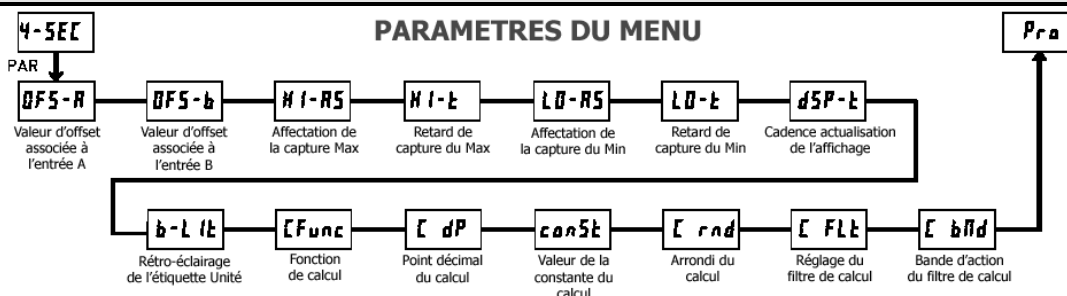 4-SEC
PARAMETRES DU MENU
Pro
PAR
OFS-A
OFS-b
HI-AS
HI-t
LO-AS
LO-t
dSP-t
Valeur d'offset
associée à
l'entrée A
Valeur d'offset
associée à
l'entrée B
Affectation de
la capture Max
Retard de
capture du Max
Affectation de
la capture du Min
Retard de
capture du Min
Cadence actualisation
de l'affichage
b-LIt
CFunc
C dP
conSt
C rnd
C FLt
C bNd
Rétro-éclairage
de l'étiquette Unité
Fonction
de calcul
Point décimal
du calcul
Valeur de la
constante du
calcul
Arrondi du
calcul
Réglage du
filtre de calcul
Bande d'action
du filtre de calcul